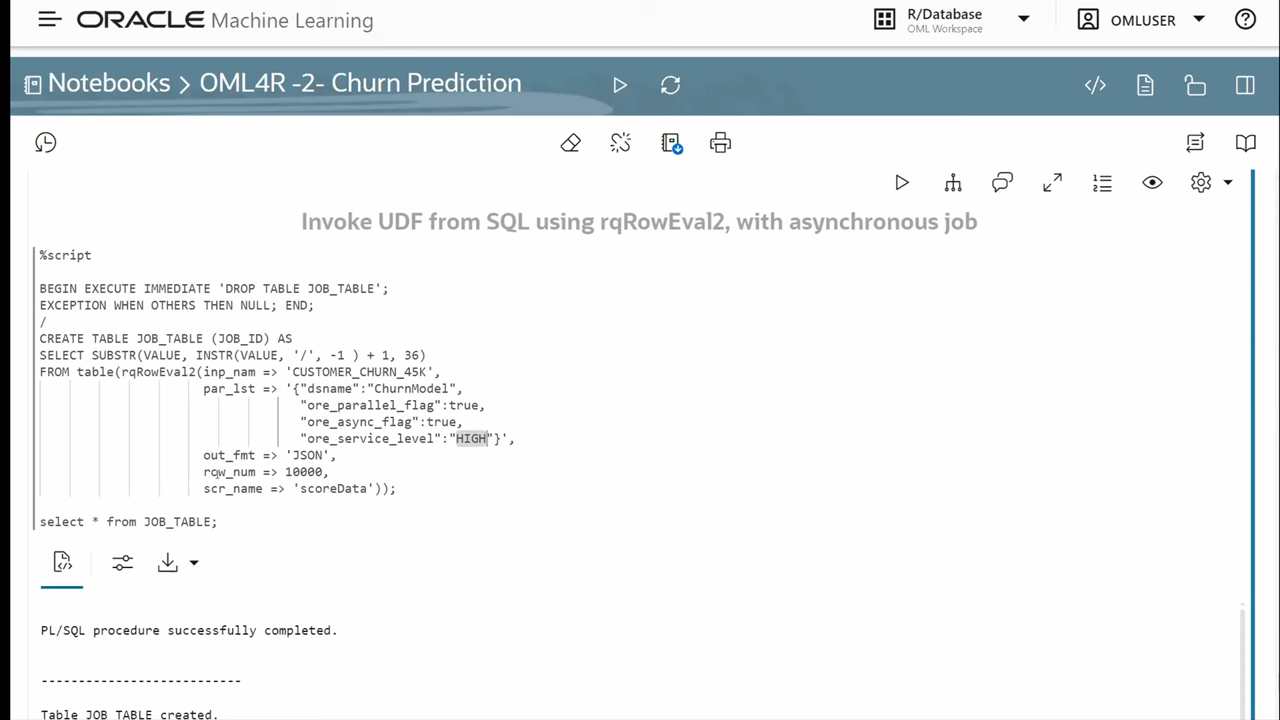 ORACLE Machine Learning
R/Database
OML Workspace
OMLUSER
Notebooks > OML4R -2- Churn Prediction
Invoke UDF from SQL using rqRowEval2, with asynchronous job
%script
BEGIN EXECUTE IMMEDIATE 'DROP TABLE JOB_TABLE';
EXCEPTION WHEN OTHERS THEN NULL; END;
/
CREATE TABLE JOB_TABLE (JOB_ID) AS
SELECT SUBSTR(VALUE, INSTR(VALUE, '/', -1 ) + 1, 36)
FROM table(rqRowEval2(inp_nam => 'CUSTOMER_CHURN_45K',
par_lst => '{"dsname":"ChurnModel",
"ore_parallel_flag":true,
"ore_async_flag":true,
"ore_service_level":"HIGH"}',
out_fmt => 'JSON',
row_num => 10000,
scr_name => 'scoreData'));
select * from JOB_TABLE;
PL/SQL procedure successfully completed.
---------------------------
Table JOB_TABLE created.